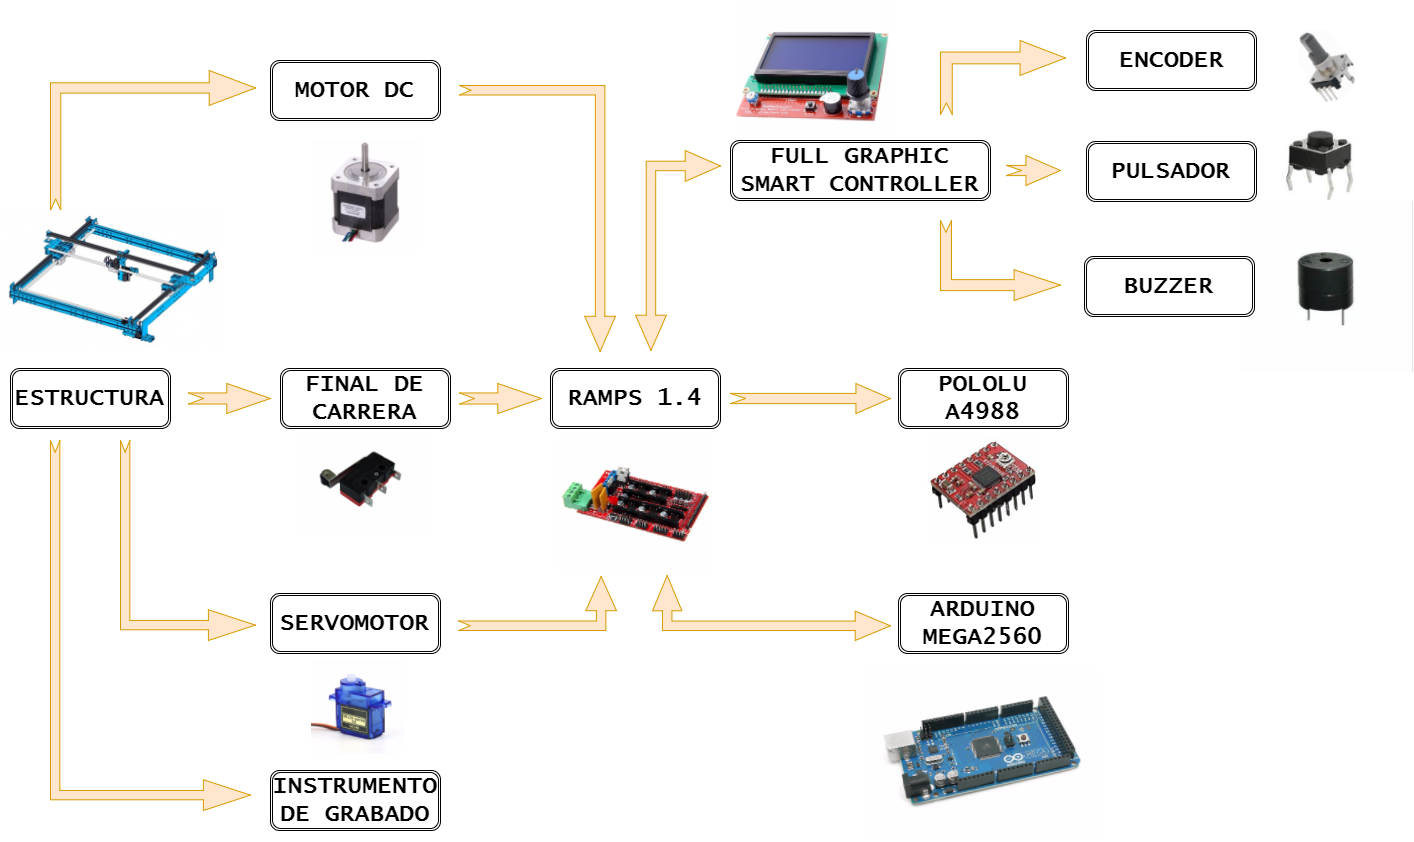 MOTOR DC
FULL GRAPHIC
SMART CONTROLLER
ENCODER
PULSADOR
BUZZER
ESTRUCTURA
FINAL DE
CARRERA
RAMPS 1.4
POLOLU
A4988
SERVOMOTOR
ARDUINO
MEGA2560
INSTRUMENTO
DE GRABADO